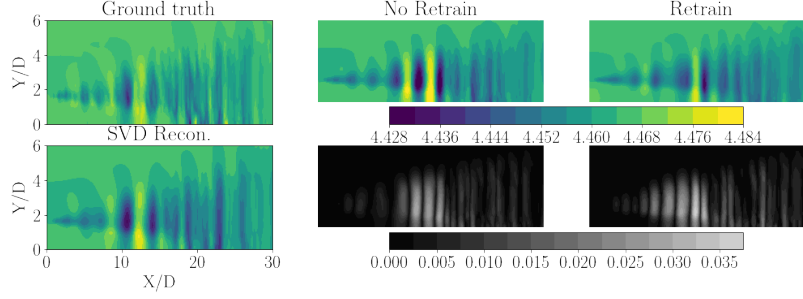 Ground truth
No Retrain
Retrain
6
4
2
0
Y/D
4.428 4.436 4.444 4.452 4.460 4.468 4.476 4.484
SVD Recon.
6
4
2
0
Y/D
0 10 20 30
X/D
0.000 0.005 0.010 0.015 0.020 0.025 0.030 0.035